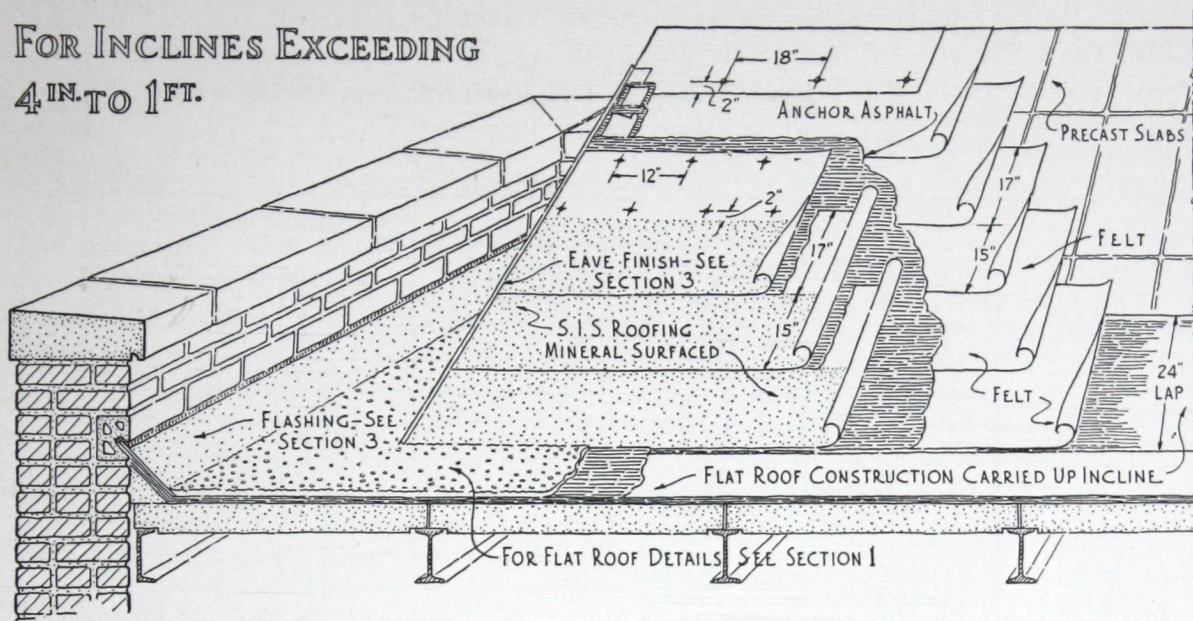 FOR INCLINES EXCEEDING
4 IN. TO 1 FT.
18"
2"
ANCHOR ASPHALT
PRECAST SLABS
12"
2"
17"
17"
15"
FELT
EAVE FINISH-SEE
SECTION 3
S.I.S. ROOFING
MINERAL SURFACED
15"
24"
LAP
FELT
FLASHING-SEE
SECTION 3
FLAT ROOF CONSTRUCTION CARRIED UP INCLINE
FOR FLAT ROOF DETAILS SEE SECTION 1